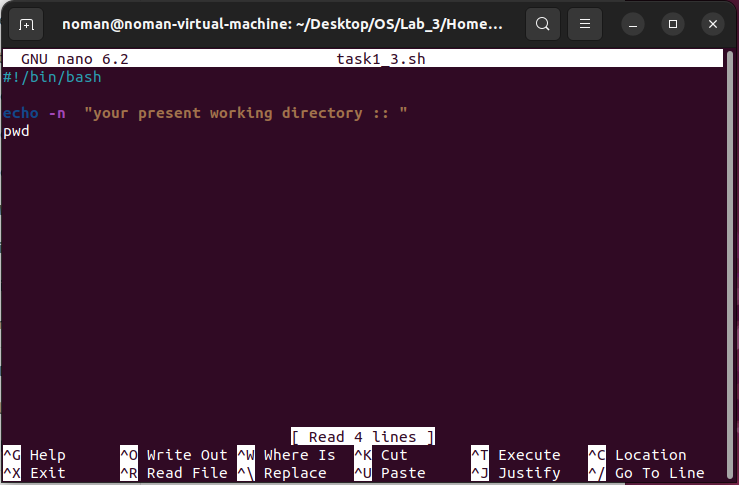 noman@noman-virtual-machine: ~/Desktop/OS/Lab_3/Home...
GNU nano 6.2 task1_3.sh
#!/bin/bash
echo -n  "your present working directory :: "
pwd
[ Read 4 lines ]
^G Help ^O Write Out ^W Where Is ^K Cut ^T Execute ^C Location
^X Exit ^R Read File ^\ Replace ^U Paste ^J Justify ^/ Go To Line